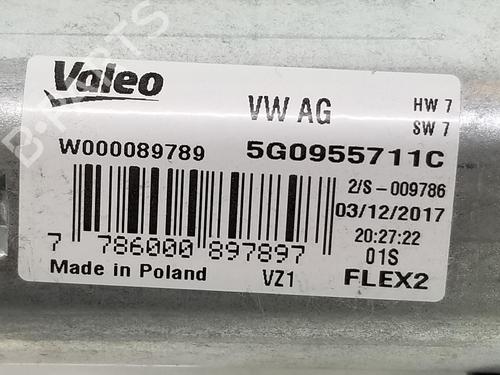 Valeo
VW AG
HW 7
SW 7
W000089789
5G0955711C
2/S-009786
03/12/2017
20:27:22
7 786000 897897
01S
Made in Poland
VZ1
FLEX2
B-PARTS